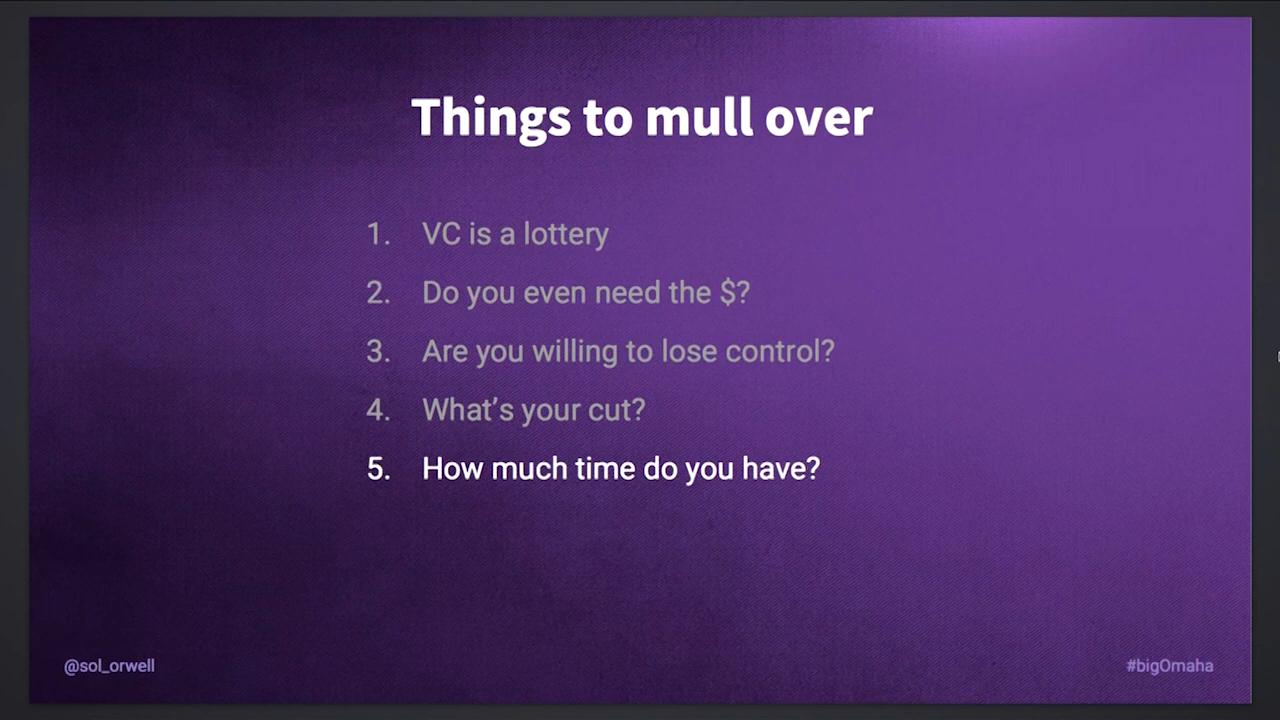 Things to mull over
1. VC is a lottery
2. Do you even need the $?
3. Are you willing to lose control?
4. What’s your cut?
5. How much time do you have?
@sol_orwell
#bigOmaha